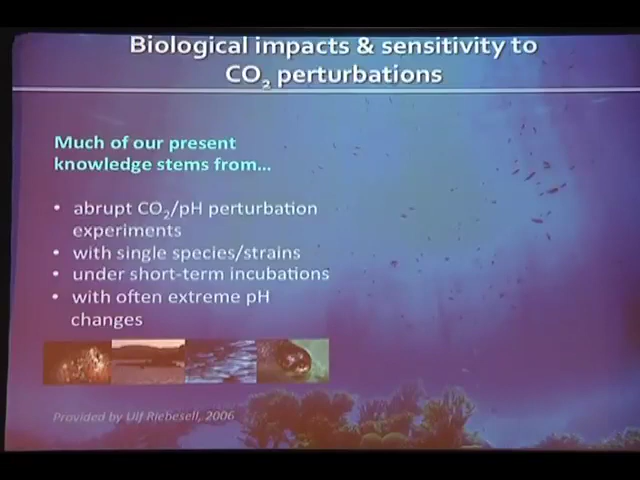 Biological impacts & sensitivity to
CO₂ perturbations
Much of our present
knowledge stems from...
• abrupt CO₂/pH perturbation
experiments
• with single species/strains
• under short-term incubations
• with often extreme pH
changes
Provided by Ulf Riebesell, 2006